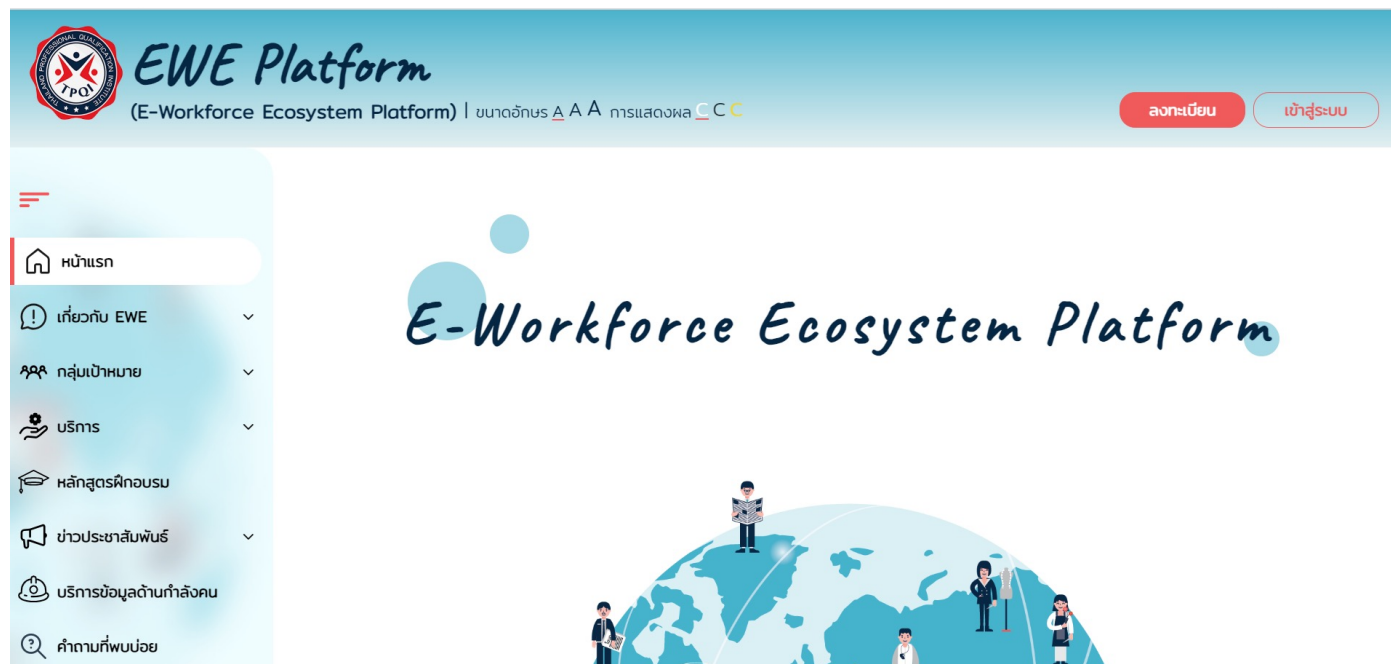 THAILAND PROFESSIONAL QUALIFICATION INSTITUTE
TPQI
EWE Platform
(E-Workforce Ecosystem Platform) | ขนาดอักษร A A A การแสดงผล C C C
ลงทะเบียน
เข้าสู่ระบบ
หน้าแรก
เกี่ยวกับ EWE
กลุ่มเป้าหมาย
บริการ
หลักสูตรฝึกอบรม
ข่าวประชาสัมพันธ์
บริการข้อมูลด้านกำลังคน
คำถามที่พบบ่อย
E-Workforce Ecosystem Platform